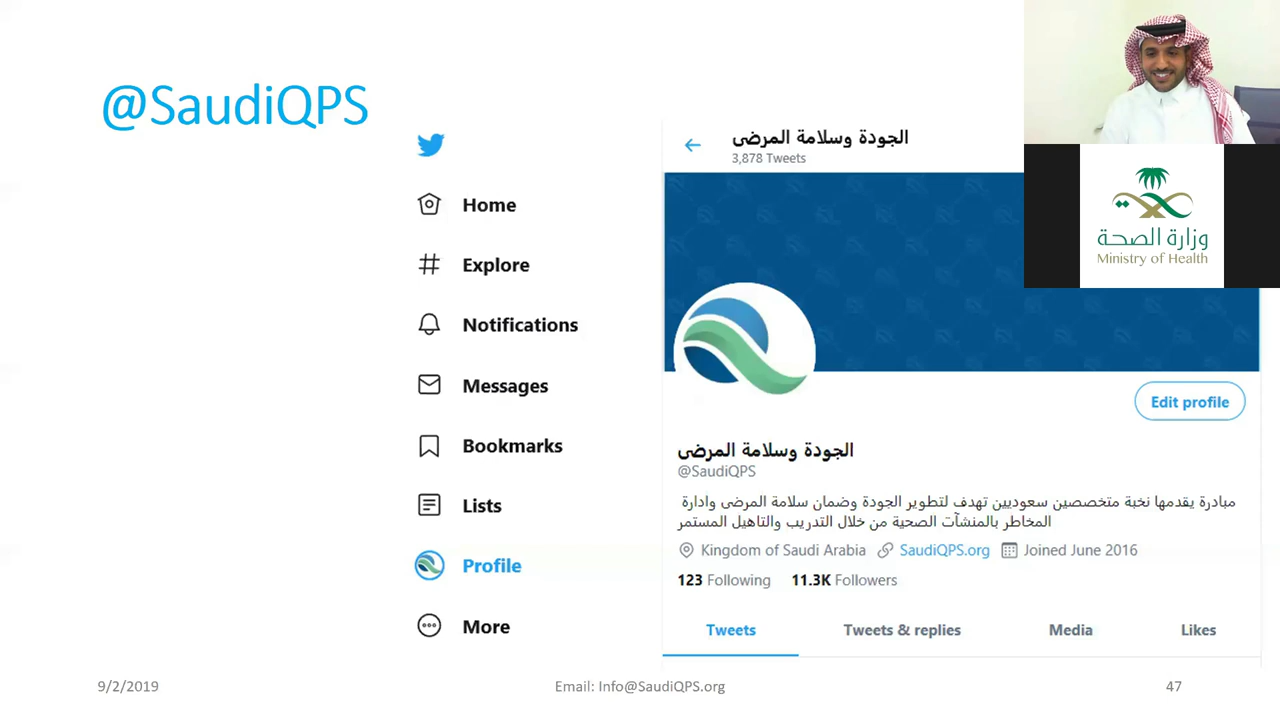 @SaudiQPS
Home
Explore
Notifications
Messages
Bookmarks
Lists
Profile
More
الجودة وسلامة المرضى
3,878 Tweets
وزارة الصحة
Ministry of Health
Edit profile
الجودة وسلامة المرضى
@SaudiQPS
مبادرة يقدمها نخبة متخصصين سعوديين تهدف لتطوير الجودة وضمان سلامة المرضى وادارة
المخاطر بالمنشآت الصحية من خلال التدريب والتاهيل المستمر
Kingdom of Saudi Arabia SaudiQPS.org Joined June 2016
123 Following 11.3K Followers
Tweets Tweets & replies Media Likes
9/2/2019 Email: Info@SaudiQPS.org 47